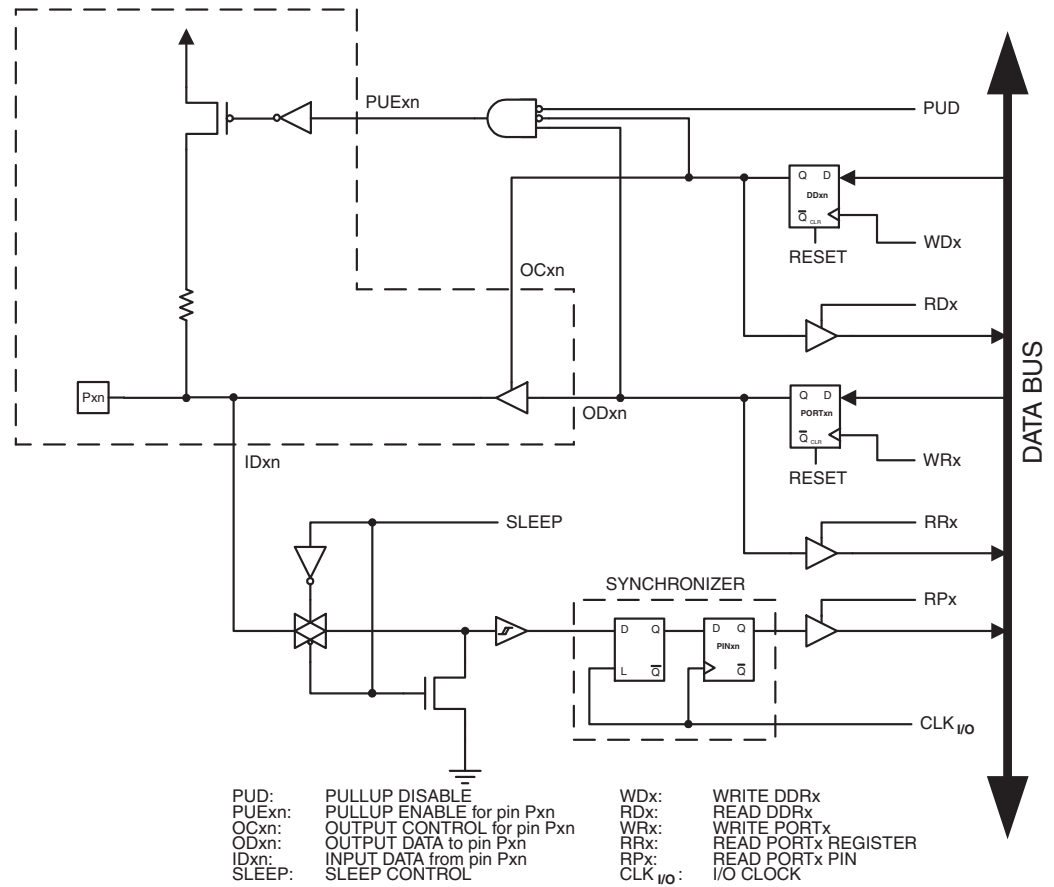 PUExn
PUD
Q D
DDxn
Q CLR
WDx
RESET
OCxn
RDx
Pxn
ODxn
Q D
PORTxn
Q CLR
WRx
RESET
IDxn
SLEEP
RRx
SYNCHRONIZER
RPx
D Q
L Q
D Q
PINxn
Q
CLK I/O
DATA BUS
PUD: PULLUP DISABLE
PUExn: PULLUP ENABLE for pin Pxn
OCxn: OUTPUT CONTROL for pin Pxn
ODxn: OUTPUT DATA to pin Pxn
IDxn: INPUT DATA from pin Pxn
SLEEP: SLEEP CONTROL
WDx: WRITE DDRx
RDx: READ DDRx
WRx: WRITE PORTx
RRx: READ PORTx REGISTER
RPx: READ PORTx PIN
CLK I/O: I/O CLOCK